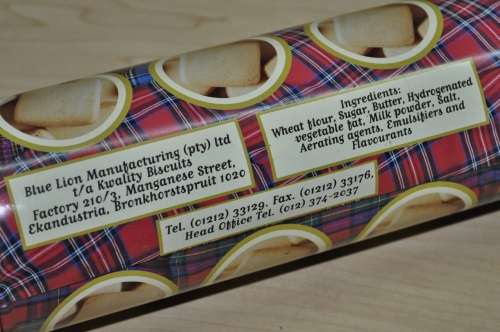 Blue Lion Manufacturing (pty) ltd
t/a Kwality Biscuits
Factory 210/3, Manganese Street,
Ekandustria, Bronkhorstspruit 1020
Ingredients:
Wheat flour, Sugar, Butter, Hydrogenated
vegetable fat, Milk powder, Salt,
Aerating agents, Emulsifiers and
Flavourants
Tel. (01212) 33129. Fax. (01212) 33176,
Head Office Tel. (012) 374-2037